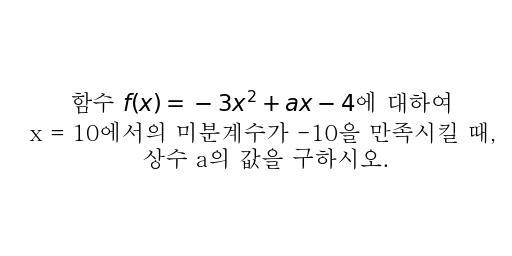 함수 f(x) = − 3x² + ax − 4에 대하여
x = 10에서의 미분계수가 −10을 만족시킬 때,
상수 a의 값을 구하시오.